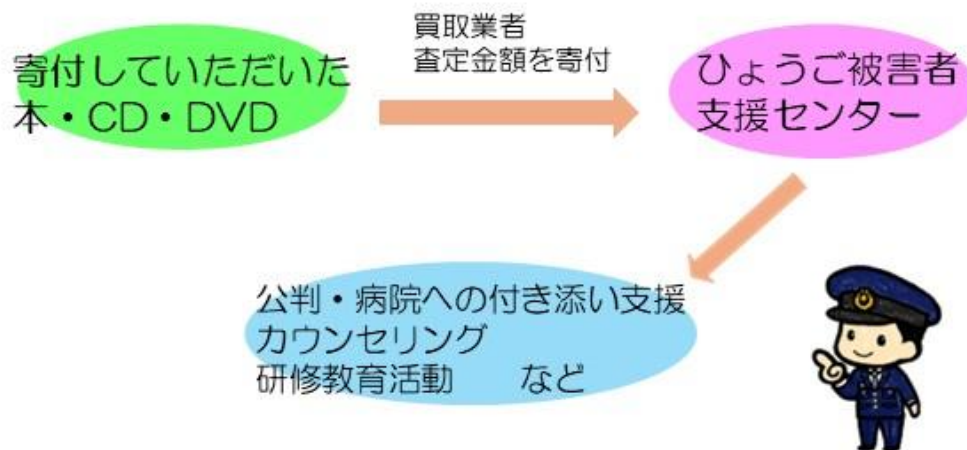 寄付していただいた
本・CD・DVD
買取業者
査定金額を寄付
ひょうご被害者
支援センター
公判・病院への付き添い支援
カウンセリング
研修教育活動　　など